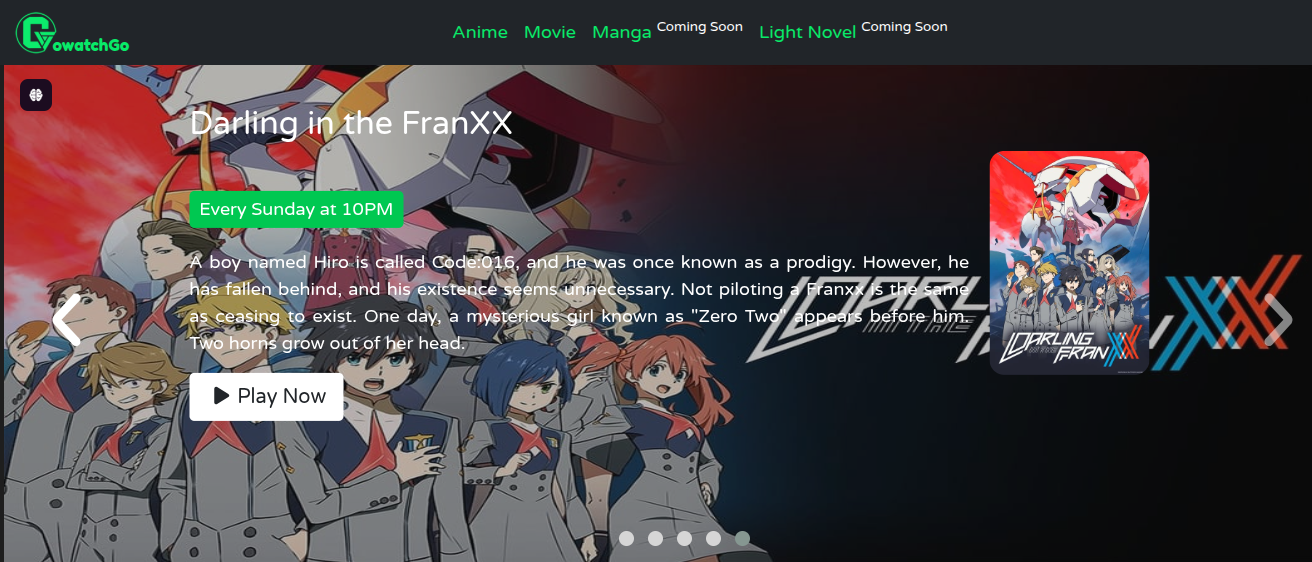 GowatchGo
Anime Movie Manga Coming Soon Light Novel Coming Soon
Darling in the FranXX
Every Sunday at 10PM
A boy named Hiro is called Code:016, and he was once known as a prodigy. However, he
has fallen behind, and his existence seems unnecessary. Not piloting a Franxx is the same
as ceasing to exist. One day, a mysterious girl known as "Zero Two" appears before him.
Two horns grow out of her head.
Play Now
DARLING
IN THE
FRANXX